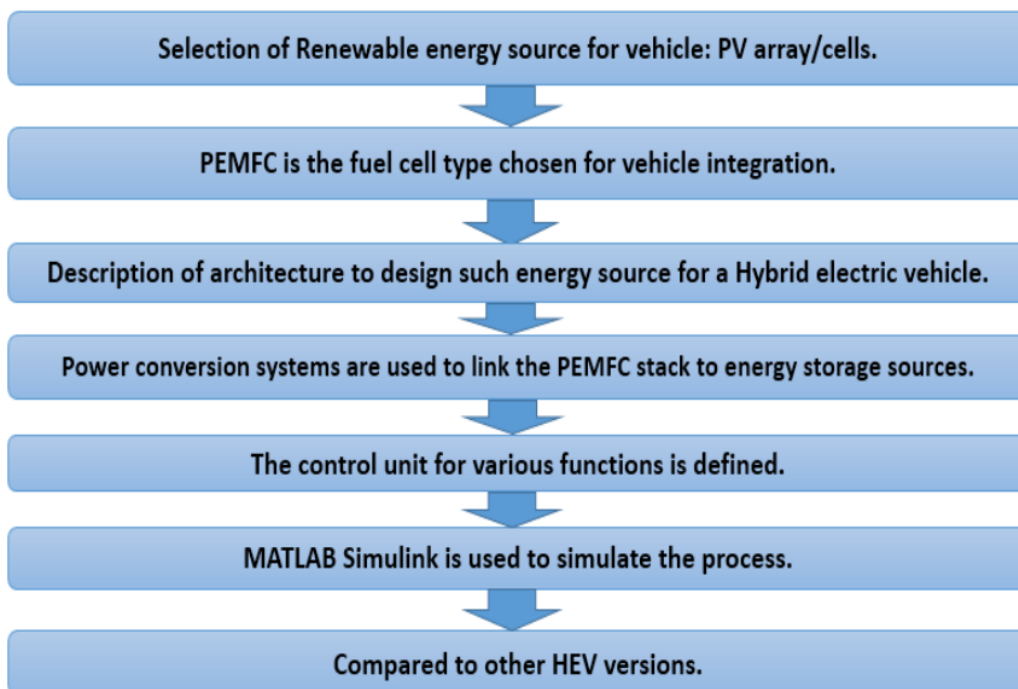 Selection of Renewable energy source for vehicle: PV array/cells.
PEMFC is the fuel cell type chosen for vehicle integration.
Description of architecture to design such energy source for a Hybrid electric vehicle.
Power conversion systems are used to link the PEMFC stack to energy storage sources.
The control unit for various functions is defined.
MATLAB Simulink is used to simulate the process.
Compared to other HEV versions.